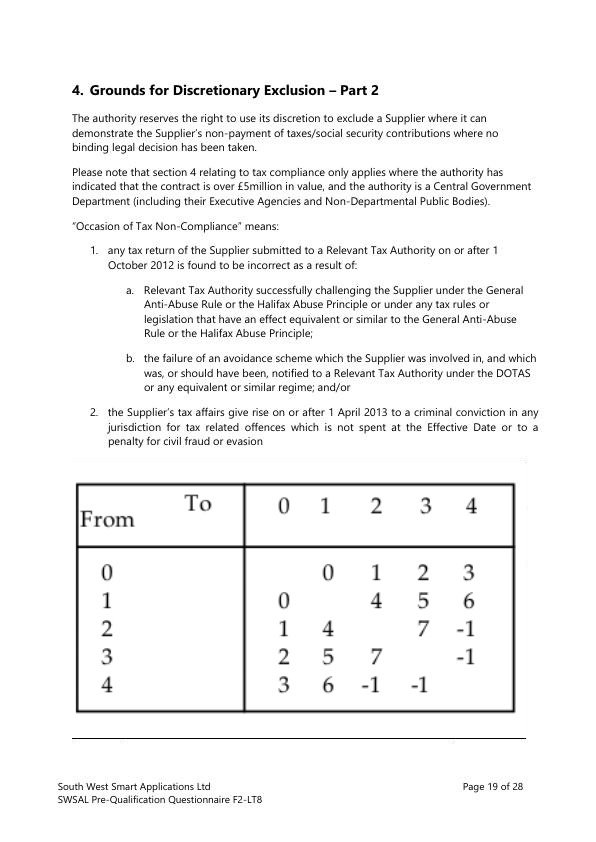 4. Grounds for Discretionary Exclusion – Part 2
The authority reserves the right to use its discretion to exclude a Supplier where it can
demonstrate the Supplier's non-payment of taxes/social security contributions where no
binding legal decision has been taken.
Please note that section 4 relating to tax compliance only applies where the authority has
indicated that the contract is over £5million in value, and the authority is a Central Government
Department (including their Executive Agencies and Non-Departmental Public Bodies).
“Occasion of Tax Non-Compliance” means:
1. any tax return of the Supplier submitted to a Relevant Tax Authority on or after 1
October 2012 is found to be incorrect as a result of:
a. Relevant Tax Authority successfully challenging the Supplier under the General
Anti-Abuse Rule or the Halifax Abuse Principle or under any tax rules or
legislation that have an effect equivalent or similar to the General Anti-Abuse
Rule or the Halifax Abuse Principle;
b. the failure of an avoidance scheme which the Supplier was involved in, and which
was, or should have been, notified to a Relevant Tax Authority under the DOTAS
or any equivalent or similar regime; and/or
2. the Supplier's tax affairs give rise on or after 1 April 2013 to a criminal conviction in any
jurisdiction for tax related offences which is not spent at the Effective Date or to a
penalty for civil fraud or evasion
From To 0 1 2 3 4
0 0 1 2 3
1 0 4 5 6
2 1 4 7 -1
3 2 5 7 -1
4 3 6 -1 -1
South West Smart Applications Ltd Page 19 of 28
SWSAL Pre-Qualification Questionnaire F2-LT8